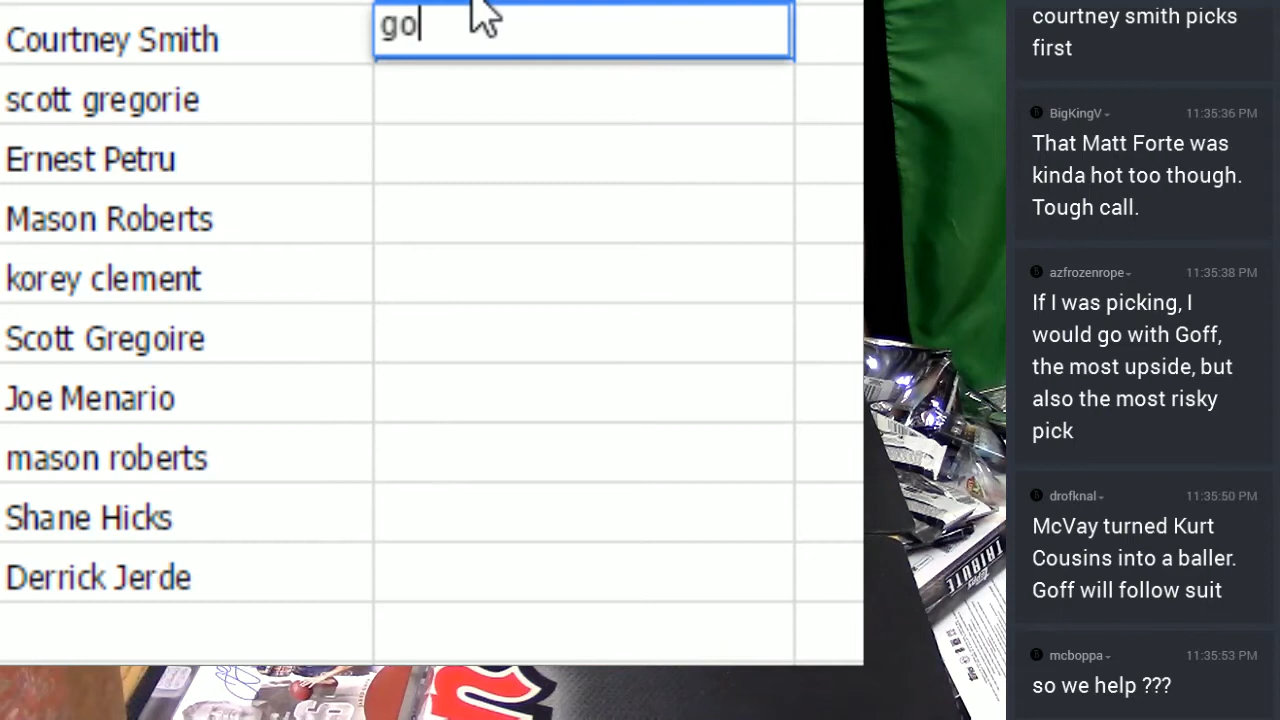 Courtney Smith
go
scott gregorie
Ernest Petru
Mason Roberts
korey clement
Scott Gregoire
Joe Menario
mason roberts
Shane Hicks
Derrick Jerde
TRIBUTE
courtney smith picks
first
BigKingV
11:35:36 PM
That Matt Forte was
kinda hot too though.
Tough call.
azfrozenrope
11:35:38 PM
If I was picking, I
would go with Goff,
the most upside, but
also the most risky
pick
drofknal
11:35:50 PM
McVay turned Kurt
Cousins into a baller.
Goff will follow suit
mcboppa
11:35:53 PM
so we help ???